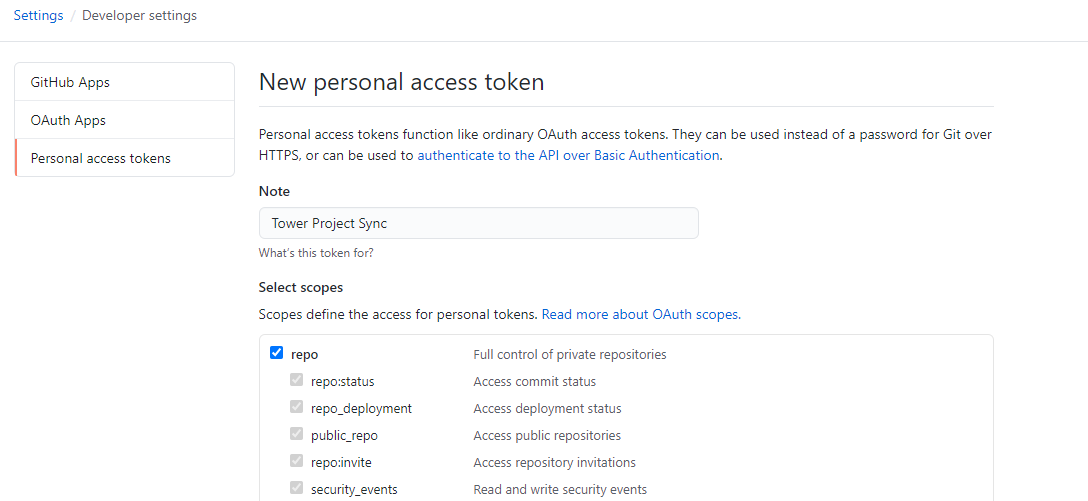 Settings / Developer settings
GitHub Apps
OAuth Apps
Personal access tokens
New personal access token
Personal access tokens function like ordinary OAuth access tokens. They can be used instead of a password for Git over
HTTPS, or can be used to authenticate to the API over Basic Authentication.
Note
Tower Project Sync
What's this token for?
Select scopes
Scopes define the access for personal tokens. Read more about OAuth scopes.
repo Full control of private repositories
repo:status Access commit status
repo_deployment Access deployment status
public_repo Access public repositories
repo:invite Access repository invitations
security_events Read and write security events